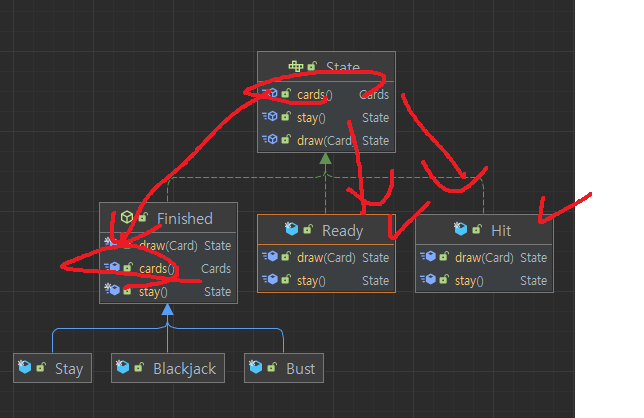 State
cards() Cards
stay() State
draw(Card) State
Finished
draw(Card) State
cards() Cards
stay() State
Ready
draw(Card) State
stay() State
Hit
draw(Card) State
stay() State
Stay
Blackjack
Bust